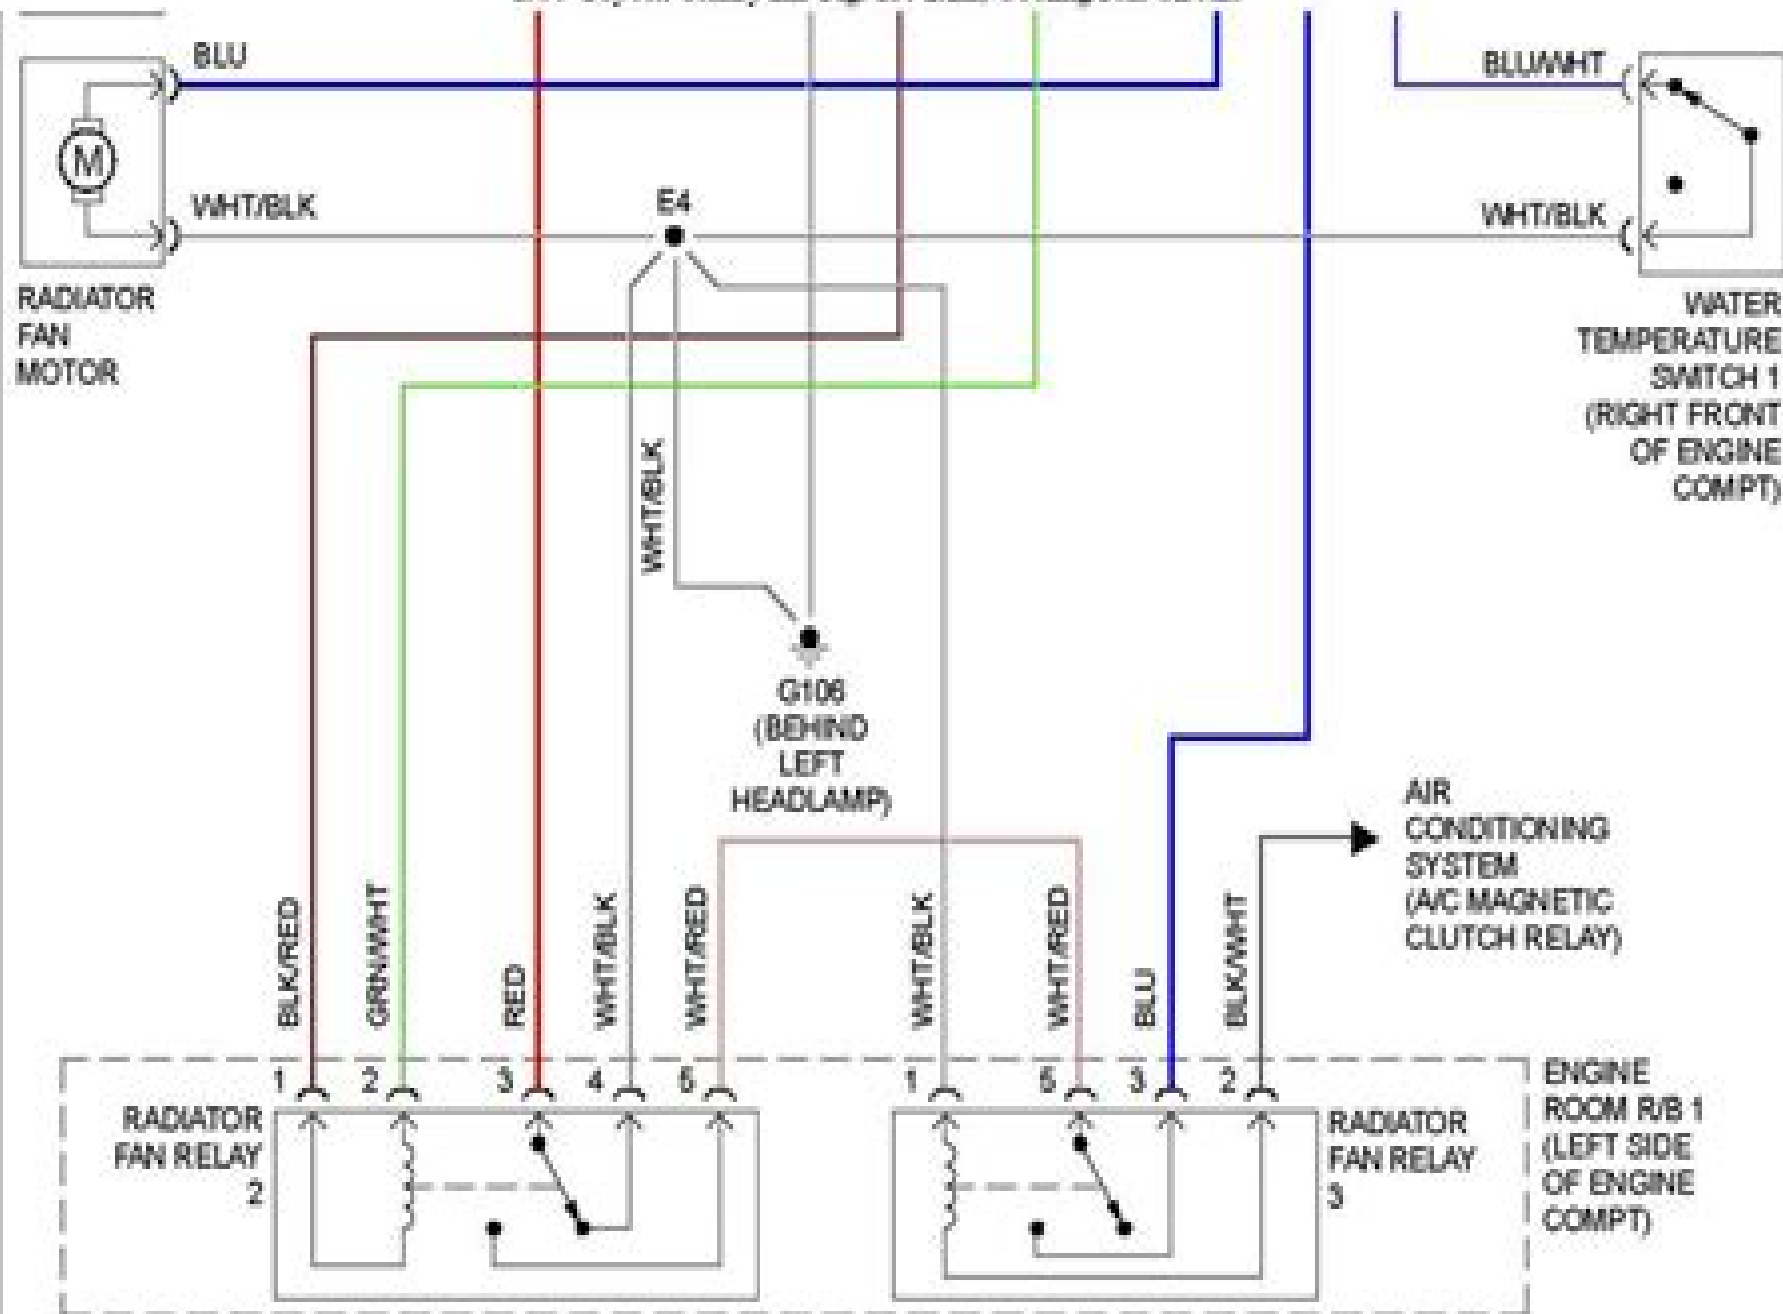 BLU
BLU/WHT
M
WHT/BLK
E4
WHT/BLK
RADIATOR
FAN
MOTOR
WATER
TEMPERATURE
SWITCH 1
(RIGHT FRONT
OF ENGINE
COMPT)
WHT/BLK
G106
(BEHIND
LEFT
HEADLAMP)
AIR
CONDITIONING
SYSTEM
(A/C MAGNETIC
CLUTCH RELAY)
BLK/RED
GRN/WHT
RED
WHT/BLK
WHT/RED
WHT/BLK
WHT/RED
BLU
BLK/WHT
1 2 3 4 5 1 5 3 2
RADIATOR
FAN RELAY
2
RADIATOR
FAN RELAY
3
ENGINE
ROOM R/B 1
(LEFT SIDE
OF ENGINE
COMPT)